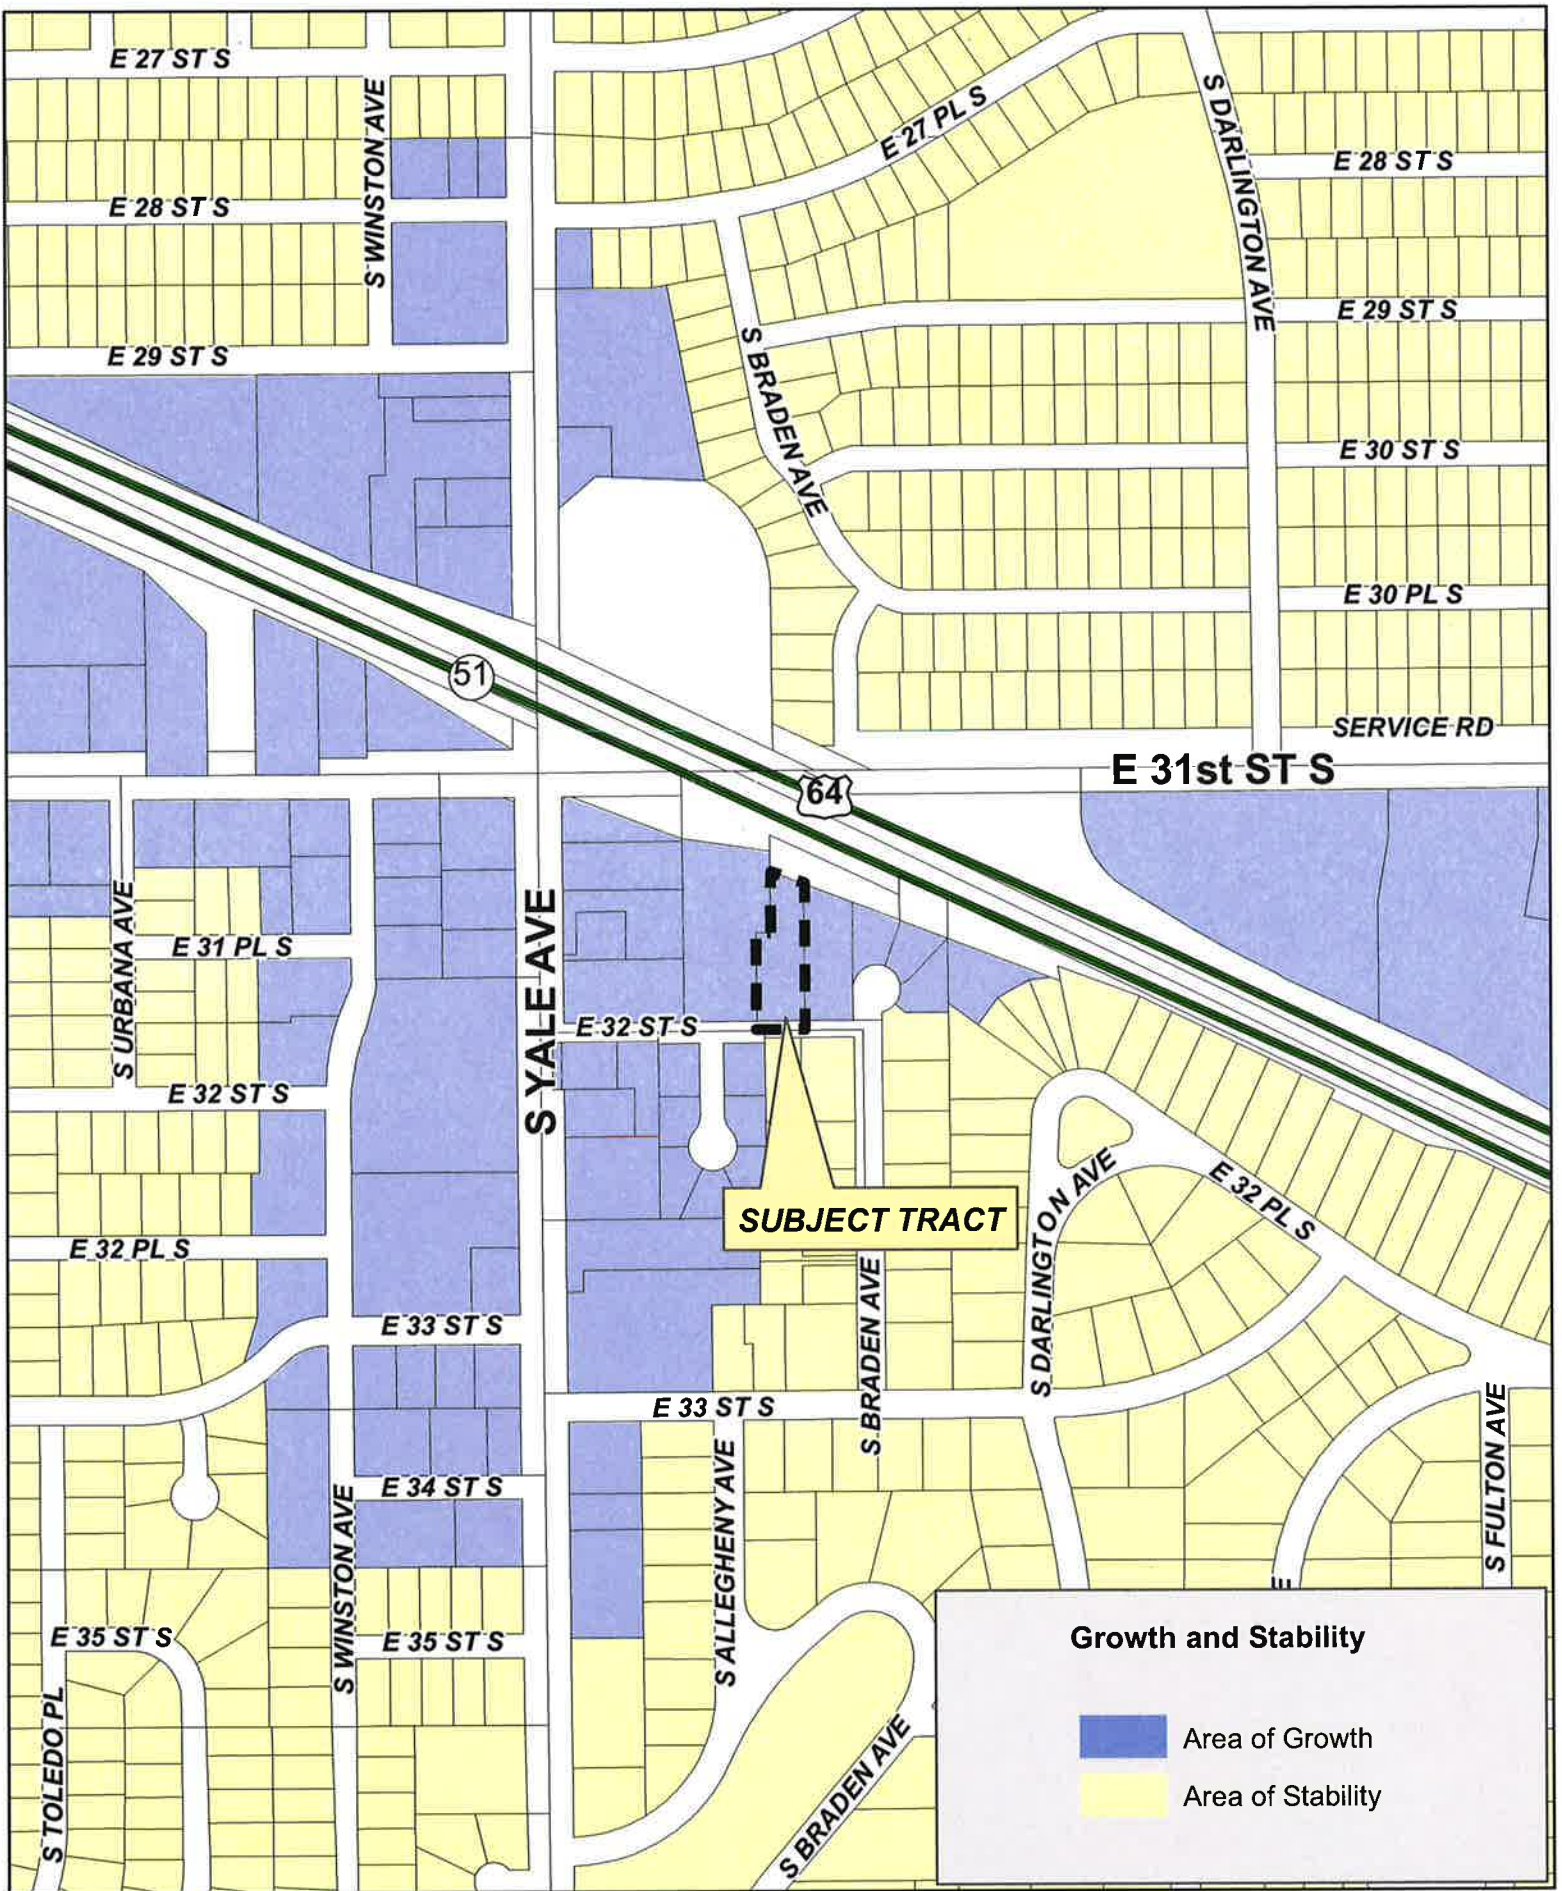 E 27 ST S
S WINSTON AVE
E 27 PL S
S DARLINGTON AVE
E 28 ST S
E 28 ST S
E 29 ST S
E 29 ST S
S BRADEN AVE
E 30 ST S
E 30 PL S
51
SERVICE RD
E 31st ST S
64
S URBANA AVE
E 31 PL S
S YALE AVE
E 32 ST S
E 32 ST S
SUBJECT TRACT
S DARLINGTON AVE
E 32 PL S
E 32 PL S
S BRADEN AVE
E 33 ST S
E 33 ST S
S ALLEGHENY AVE
S FULTON AVE
E 34 ST S
S WINSTON AVE
E
E 35 ST S
E 35 ST S
S TOLEDO PL
S BRADEN AVE
Growth and Stability
Area of Growth
Area of Stability